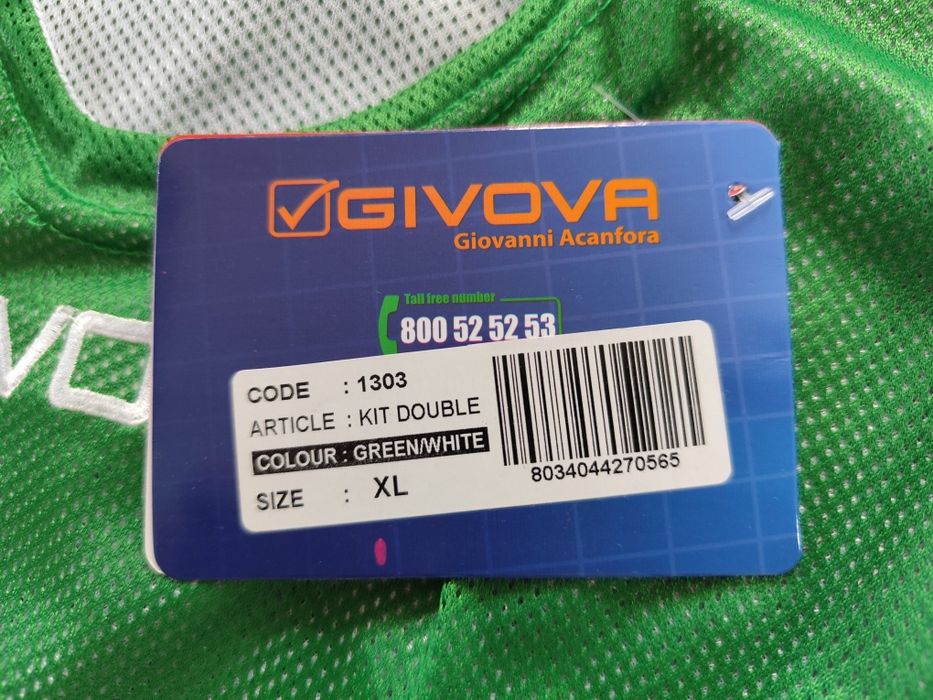 GIVOVA
Giovanni Acanfora
Tall free number
800 52 52 53
CODE : 1303
ARTICLE : KIT DOUBLE
COLOUR : GREEN/WHITE
SIZE : XL
8034044270565
VO